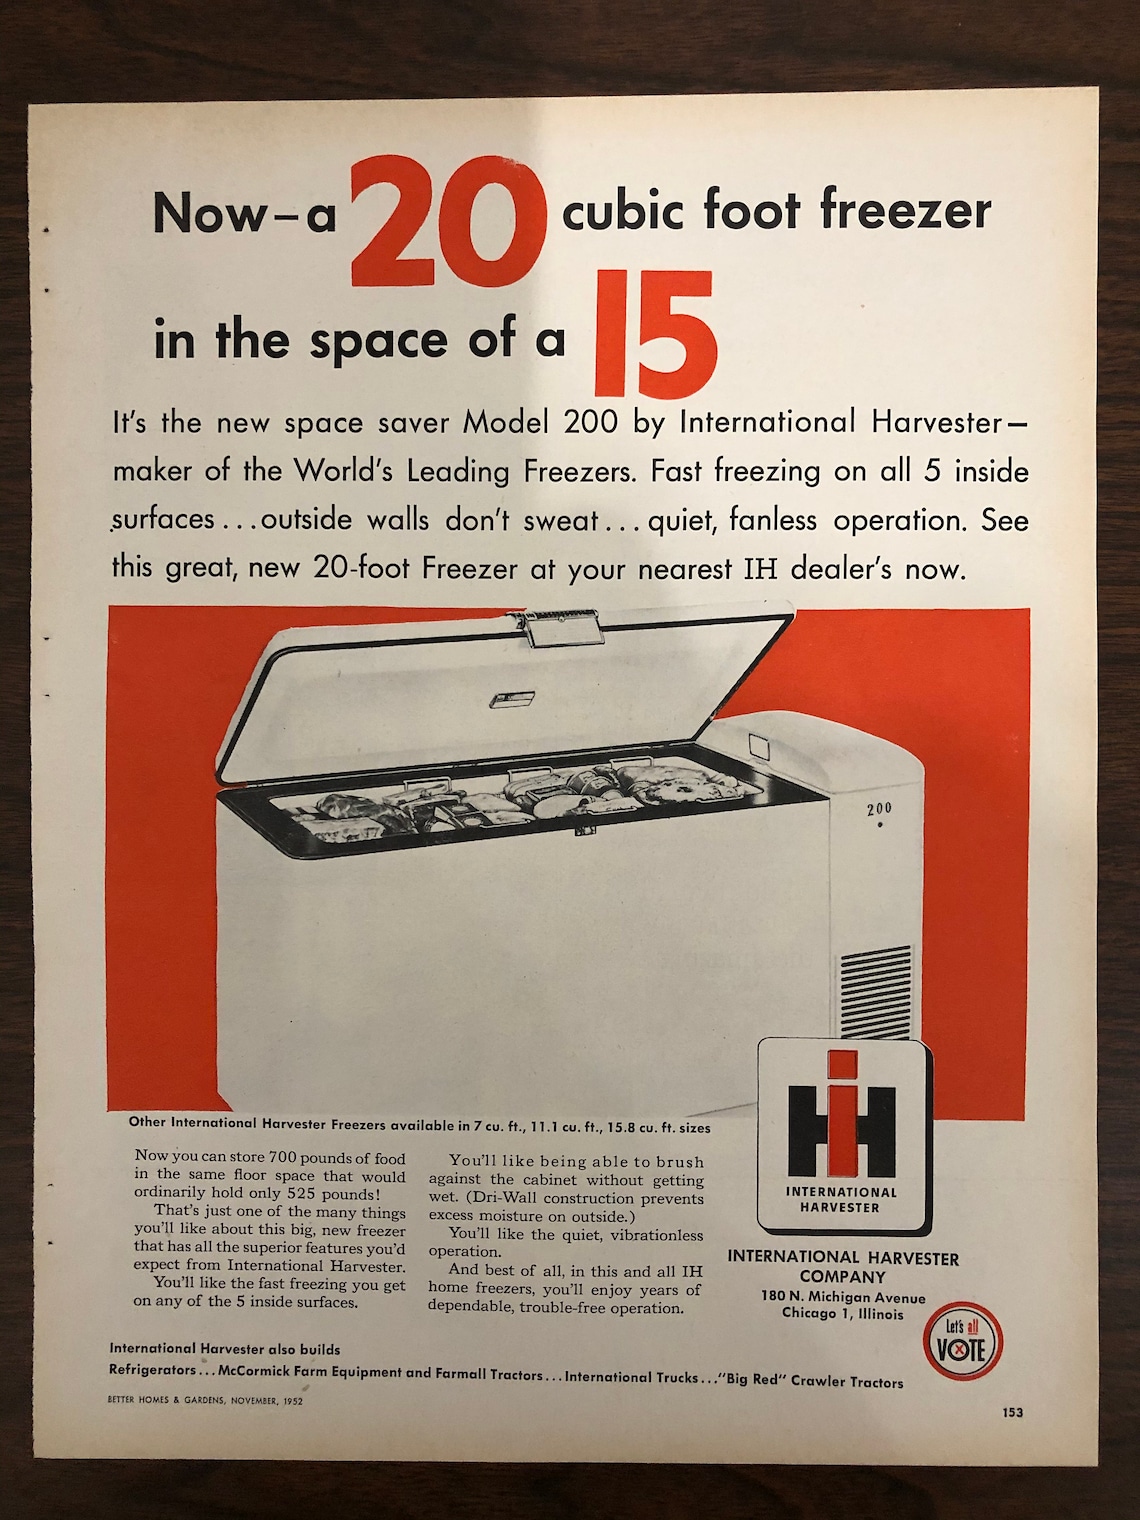 Now–a 20 cubic foot freezer
in the space of a 15
It's the new space saver Model 200 by International Harvester–
maker of the World's Leading Freezers. Fast freezing on all 5 inside
surfaces...outside walls don't sweat...quiet, fanless operation. See
this great, new 20-foot Freezer at your nearest IH dealer's now.
200
Other International Harvester Freezers available in 7 cu. ft., 11.1 cu. ft., 15.8 cu. ft. sizes
Now you can store 700 pounds of food
in the same floor space that would
ordinarily hold only 525 pounds!
That's just one of the many things
you'll like about this big, new freezer
that has all the superior features you'd
expect from International Harvester.
You'll like the fast freezing you get
on any of the 5 inside surfaces.
You'll like being able to brush
against the cabinet without getting
wet. (Dri-Wall construction prevents
excess moisture on outside.)
You'll like the quiet, vibrationless
operation.
And best of all, in this and all IH
home freezers, you'll enjoy years of
dependable, trouble-free operation.
IH
INTERNATIONAL
HARVESTER
INTERNATIONAL HARVESTER
COMPANY
180 N. Michigan Avenue
Chicago 1, Illinois
Let's all
VOTE
International Harvester also builds
Refrigerators...McCormick Farm Equipment and Farmall Tractors...International Trucks..."Big Red" Crawler Tractors
BETTER HOMES & GARDENS, NOVEMBER, 1952
153